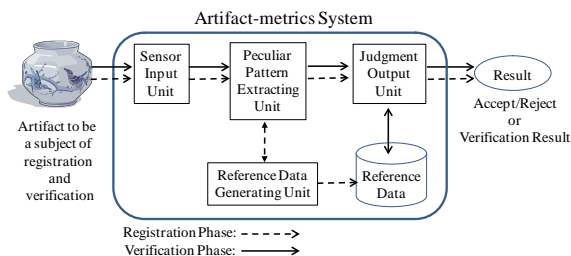 Artifact-metrics System
Sensor
Input
Unit
Peculiar
Pattern
Extracting
Unit
Judgment
Output
Unit
Result
Accept/Reject
or
Verification Result
Artifact to be
a subject of
registration
and
verification
Reference Data
Generating Unit
Reference
Data
Registration Phase:
Verification Phase: